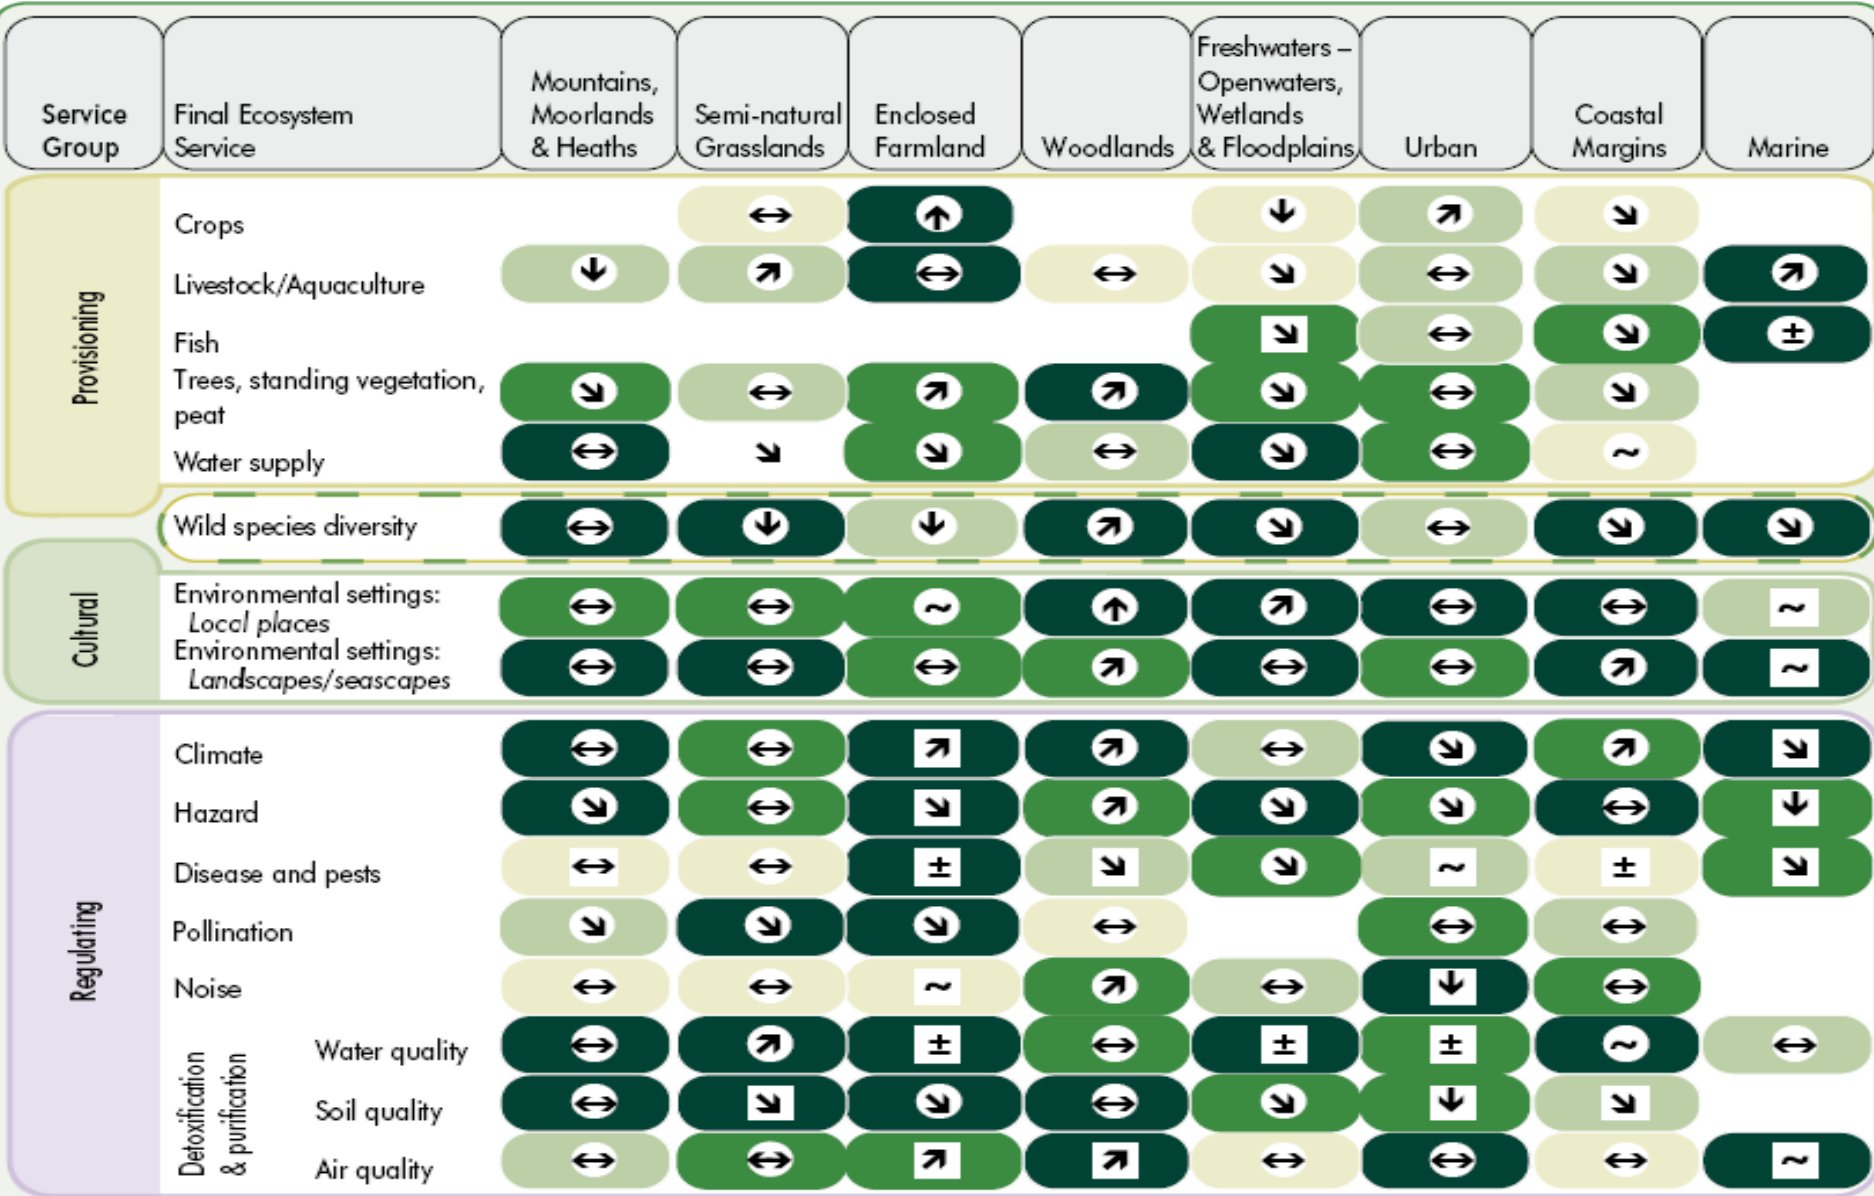 Service
Group
Final Ecosystem
Service
Mountains,
Moorlands
& Heaths
Semi-natural
Grasslands
Enclosed
Farmland
Woodlands
Freshwaters –
Openwaters,
Wetlands
& Floodplains
Urban
Coastal
Margins
Marine
Provisioning
Crops
↔ ↑ ↓ ↗ ↘
Livestock/Aquaculture
↓ ↗ ↔ ↔ ↘ ↔ ↘ ↗
Fish
↘ ↔ ↘ ±
Trees, standing vegetation,
peat
↘ ↔ ↗ ↗ ↘ ↔ ↘
Water supply
↔ ↘ ↘ ↔ ↘ ↔ ~
Wild species diversity
↔ ↓ ↓ ↗ ↘ ↔ ↘ ↘
Cultural
Environmental settings:
Local places
↔ ↔ ~ ↑ ↗ ↔ ↔ ~
Environmental settings:
Landscapes/seascapes
↔ ↔ ↔ ↗ ↔ ↔ ↗ ~
Regulating
Climate
↔ ↔ ↗ ↗ ↔ ↘ ↗ ↘
Hazard
↘ ↔ ↘ ↗ ↘ ↘ ↔ ↓
Disease and pests
↔ ↔ ± ↘ ↘ ~ ± ↘
Pollination
↘ ↘ ↘ ↔ ↔ ↔
Noise
↔ ↔ ~ ↗ ↔ ↓ ↔
Detoxification
& purification
Water quality
↔ ↗ ± ↔ ± ± ~ ↔
Soil quality
↔ ↘ ↘ ↔ ↘ ↓ ↘
Air quality
↔ ↔ ↗ ↗ ↔ ↔ ↔ ~